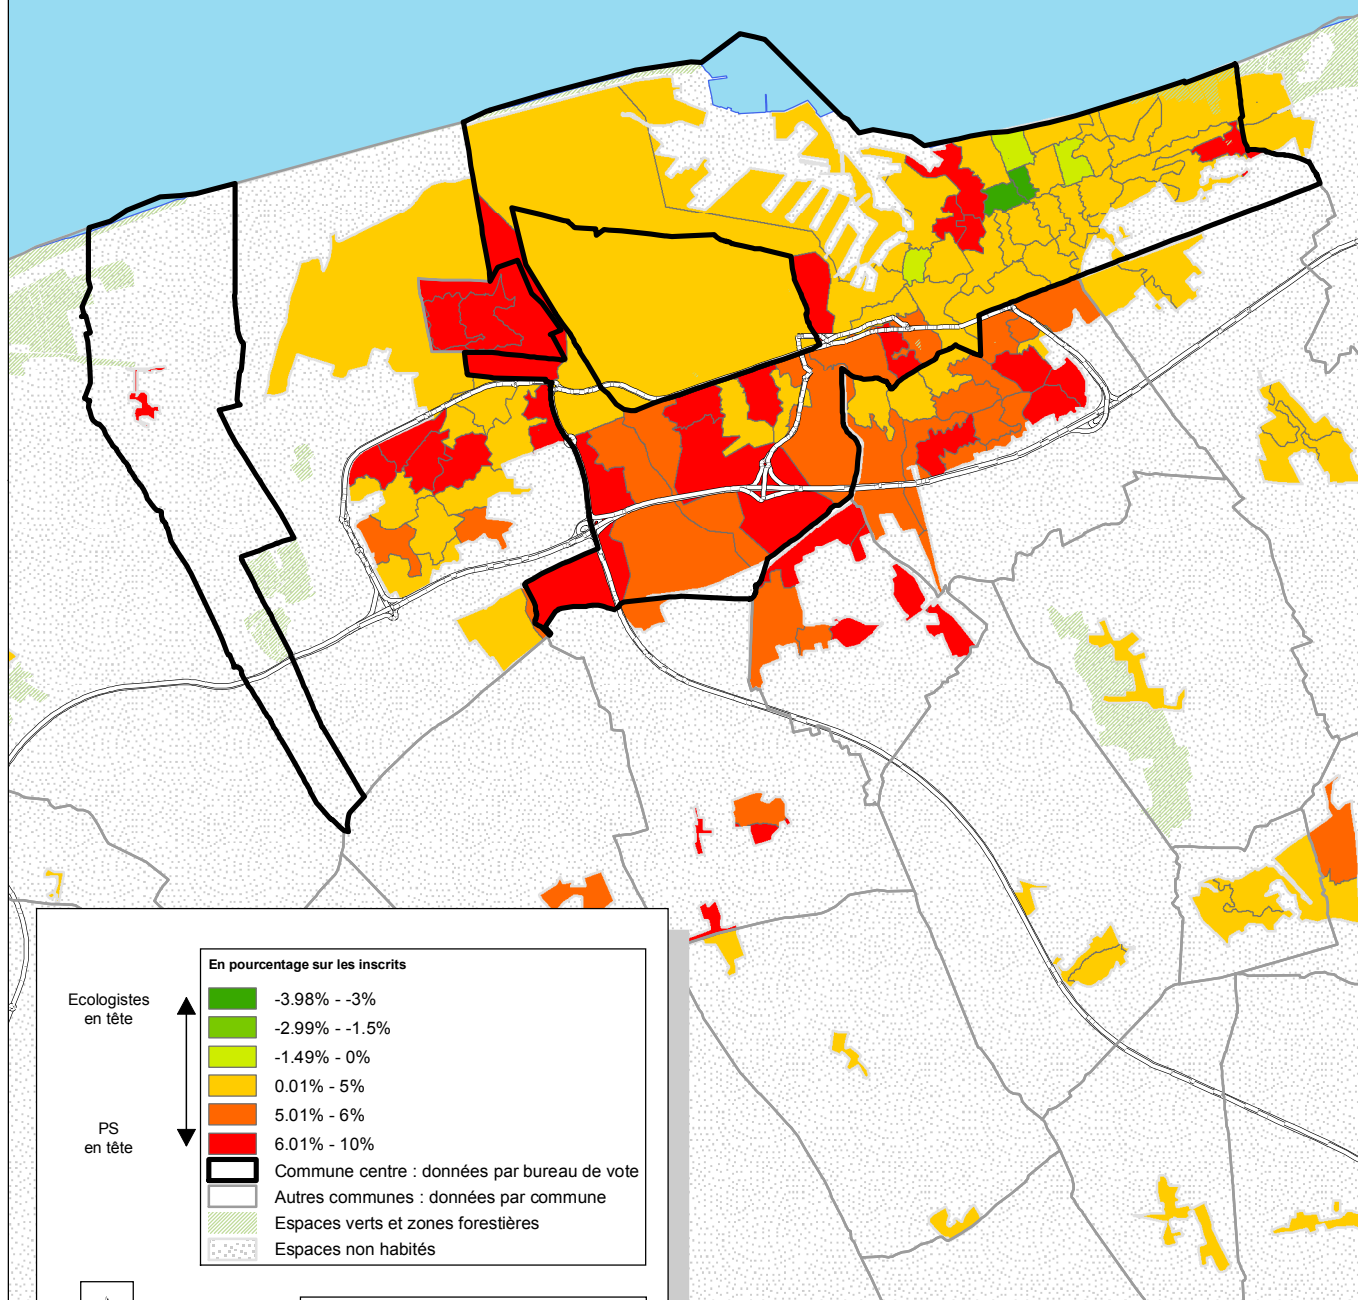 En pourcentage sur les inscrits
Ecologistes
en tête
-3.98% - -3%
-2.99% - -1.5%
-1.49% - 0%
0.01% - 5%
5.01% - 6%
PS
en tête
6.01% - 10%
Commune centre : données par bureau de vote
Autres communes : données par commune
Espaces verts et zones forestières
Espaces non habités